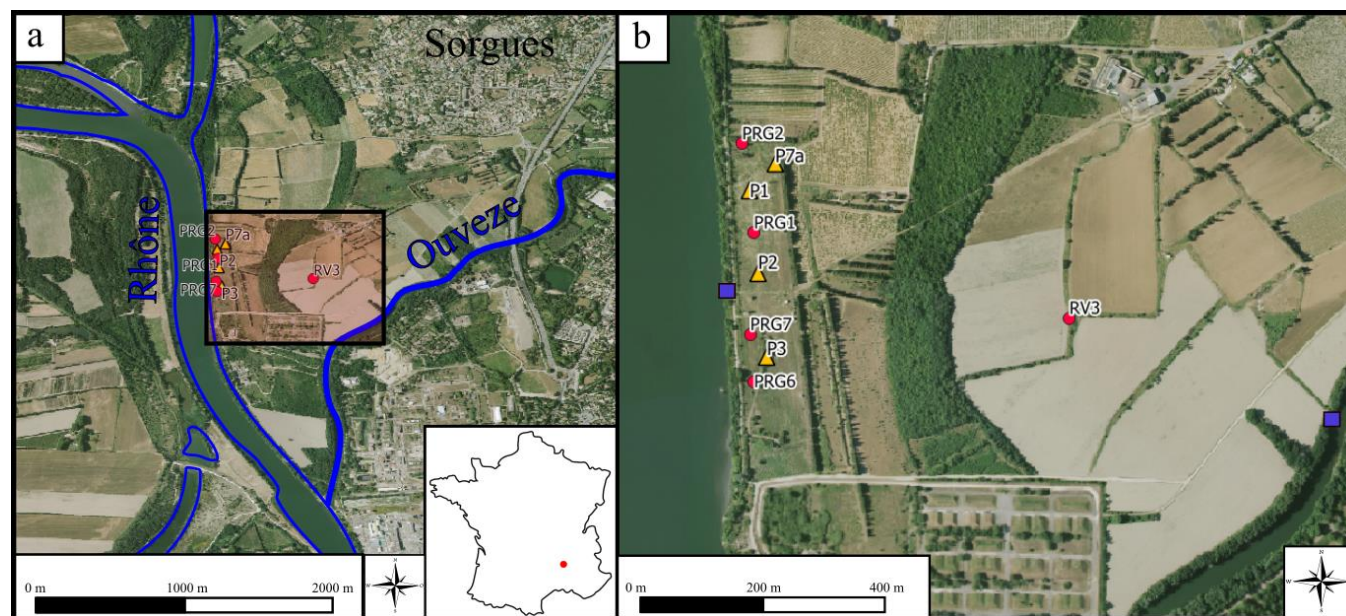 a
Sorgues
Rhône
Ouveze
PRG2
P7a
P2
PRG1
RV3
PRG7
P3
0 m 1000 m 2000 m
b
PRG2
P7a
P1
PRG1
P2
RV3
PRG7
P3
PRG6
0 m 200 m 400 m